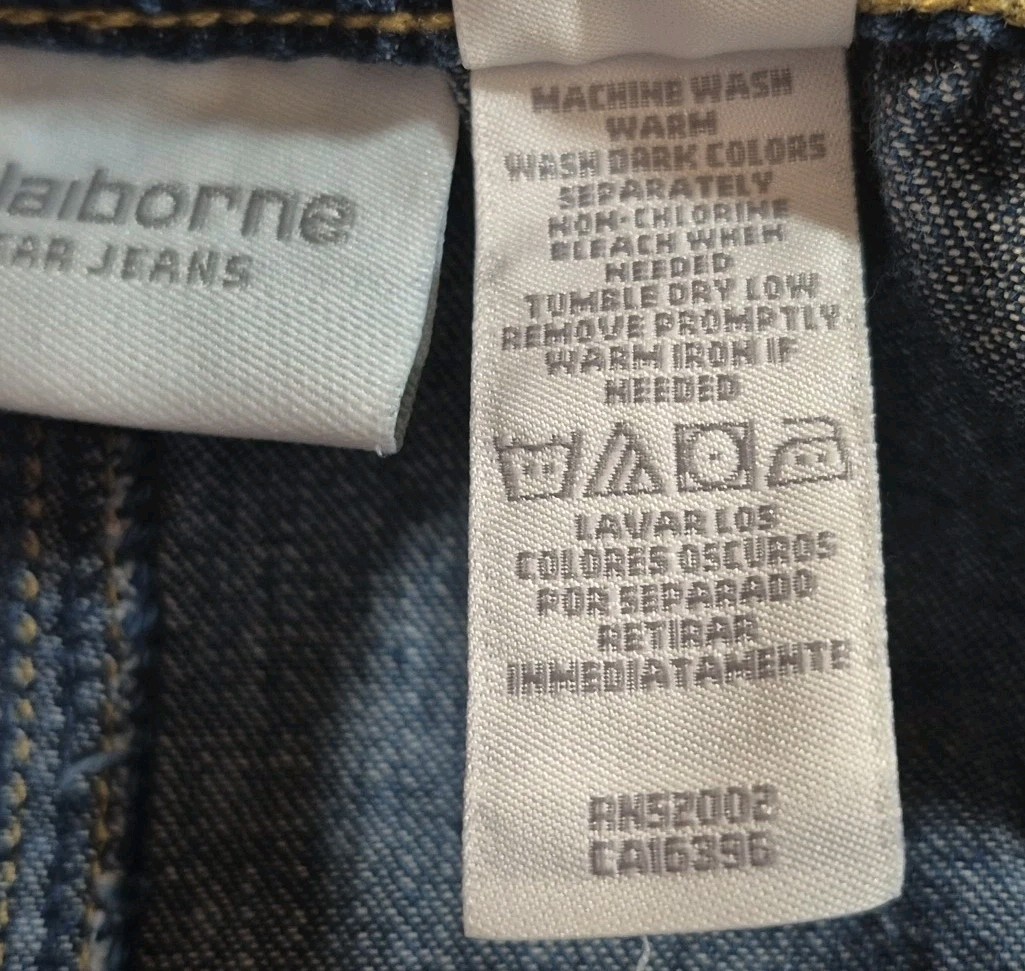 laiborne
EAR JEANS
MACHINE WASH
WARM
WASH DARK COLORS
SEPARATELY
NON-CHLORINE
BLEACH WHEN
NEEDED
TUMBLE DRY LOW
REMOVE PROMPTLY
WARM IRON IF
NEEDED
LAVAR LOS
COLORES OSCUROS
POR SEPARADO
RETIRAR
IMMEDIATAMENTE
RN52002
CA16396